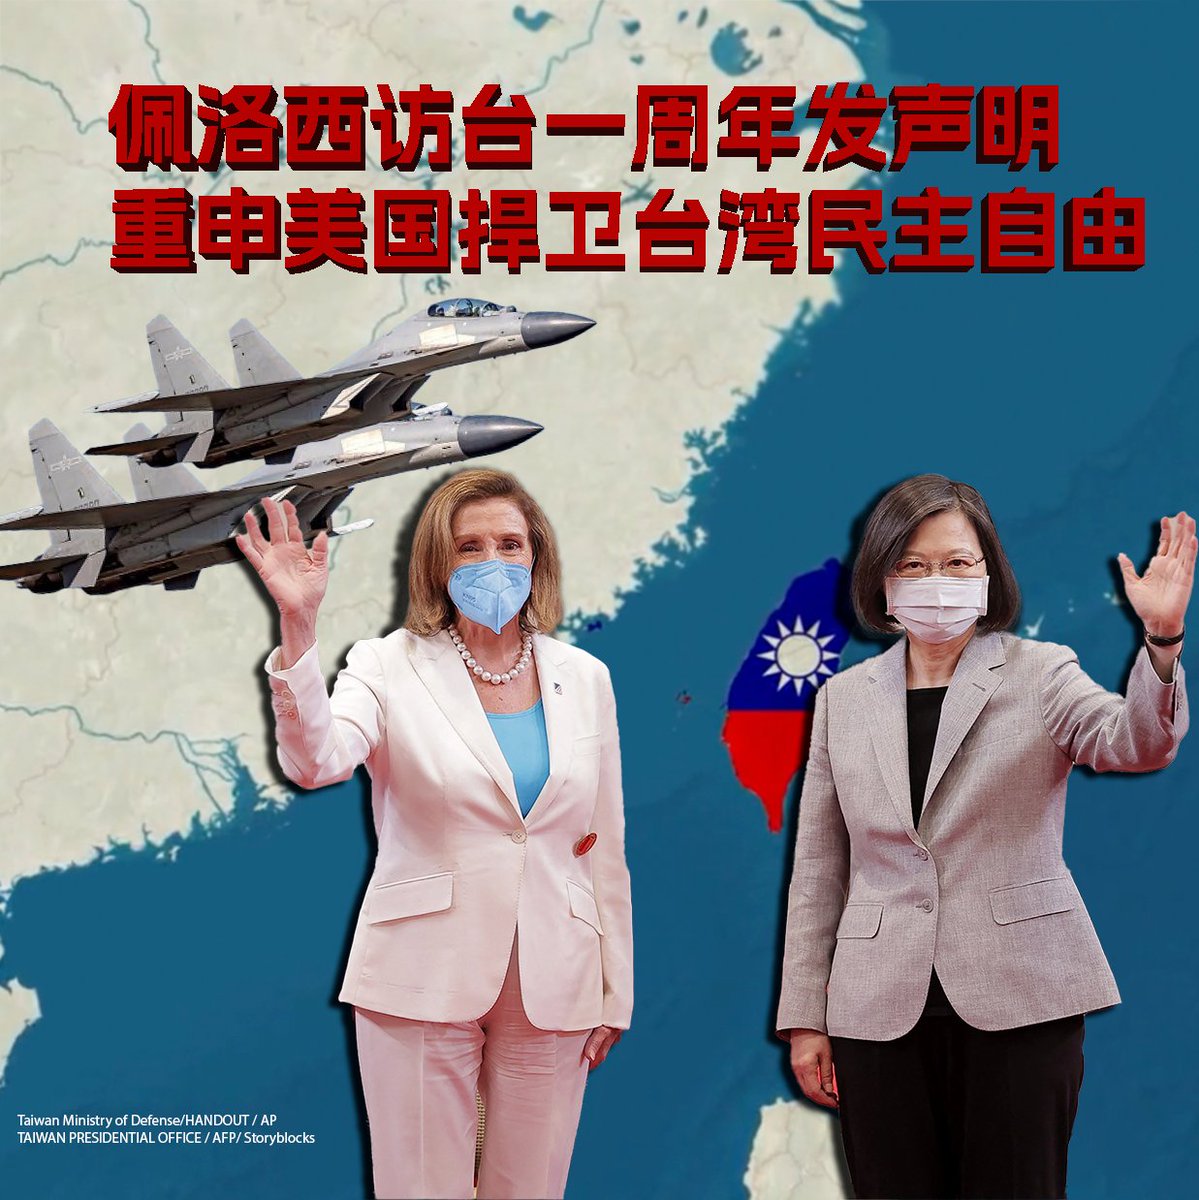 佩洛西访台一周年发声明
重申美国捍卫台湾民主自由
Taiwan Ministry of Defense/HANDOUT / AP
TAIWAN PRESIDENTIAL OFFICE / AFP/ Storyblocks